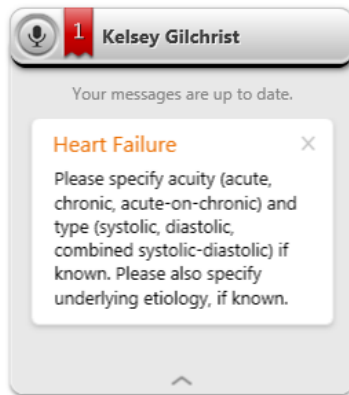 1
Kelsey Gilchrist
Your messages are up to date.
Heart Failure
Please specify acuity (acute,
chronic, acute-on-chronic) and
type (systolic, diastolic,
combined systolic-diastolic) if
known. Please also specify
underlying etiology, if known.